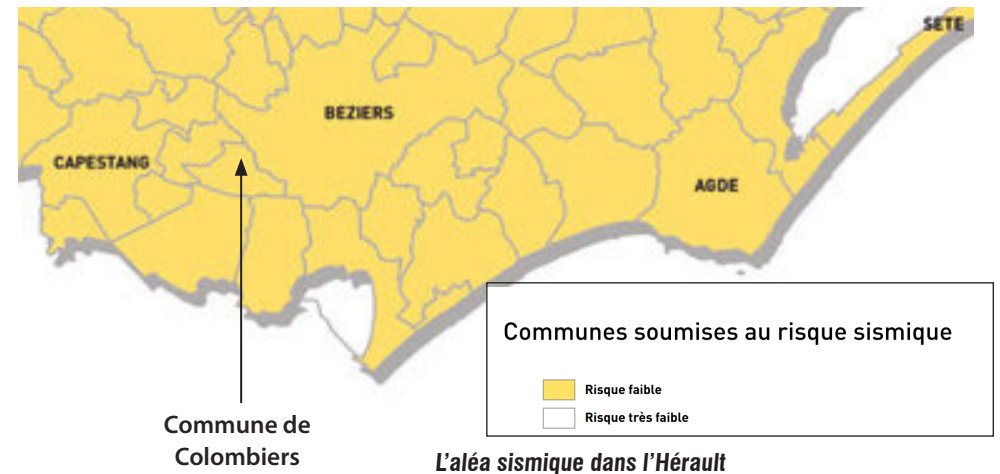 SETE
BEZIERS
CAPESTANG
AGDE
Communes soumises au risque sismique
Risque faible
Risque très faible
Commune de
Colombiers
L'aléa sismique dans l'Hérault